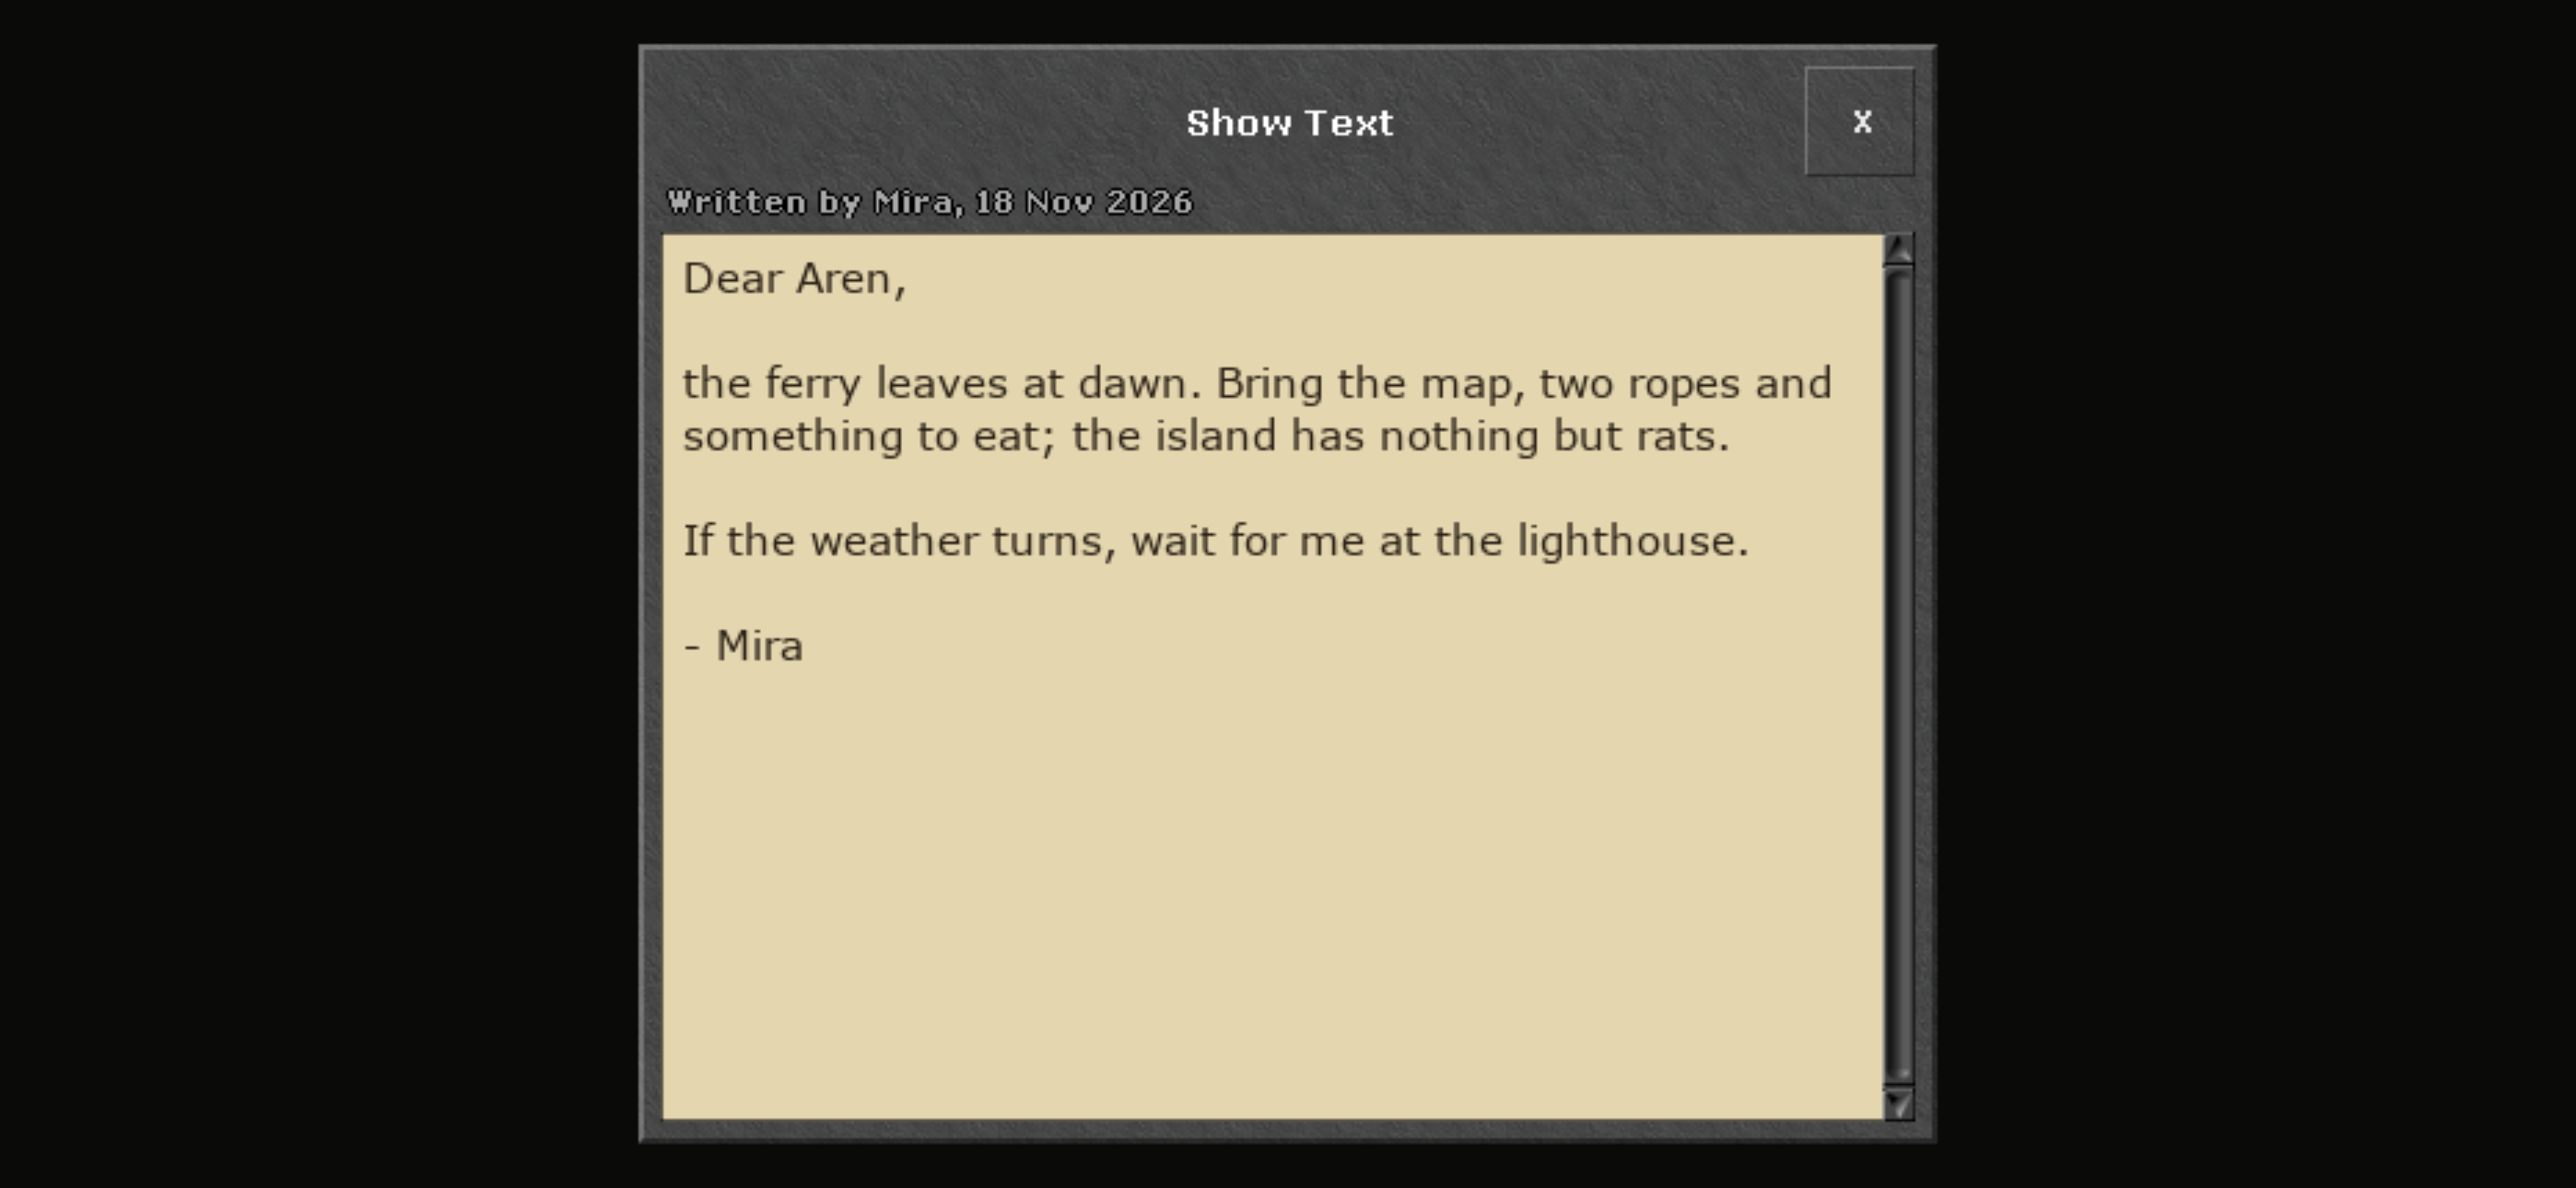 Show Text
x
Written by Mira, 18 Nov 2026
Dear Aren,
the ferry leaves at dawn. Bring the map, two ropes and
something to eat; the island has nothing but rats.
If the weather turns, wait for me at the lighthouse.
- Mira